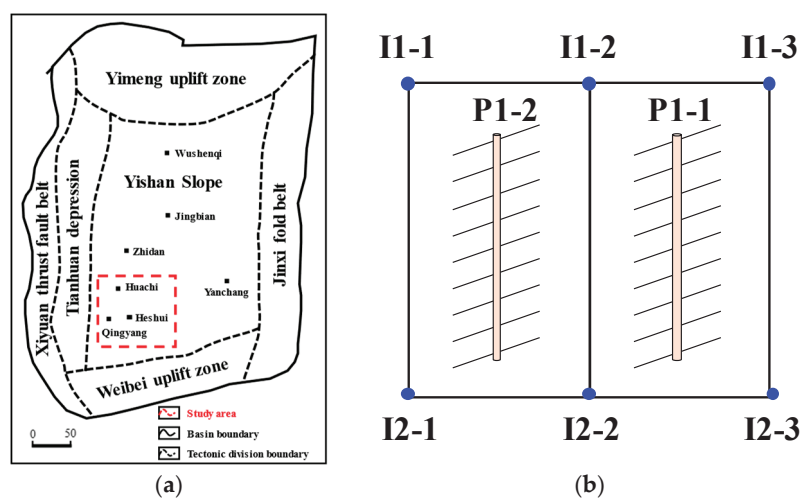 Yimeng uplift zone
Wushenqi
Yishan Slope
Jingbian
Xiyuan thrust fault belt
Tianhuan depression
Jinxi fold belt
Zhidan
Yanchang
Huachi
Heshui
Qingyang
Weibei uplift zone
0 50
Study area
Basin boundary
Tectonic division boundary
(a)
I1-1 I1-2 I1-3
P1-2 P1-1
I2-1 I2-2 I2-3
(b)